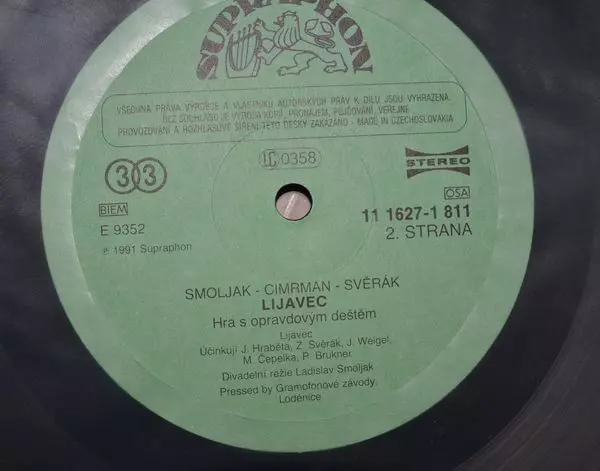 SUPRAPHON
VŠECHNA PRÁVA VÝROBCE A VLASTNÍKŮ AUTORSKÝCH PRÁV K DÍLU JSOU VYHRAZENA.
BEZ SOUHLASU JE VÝROBA KOPIÍ, PRONÁJEM, PŮJČOVÁNÍ, VEŘEJNÉ
PROVOZOVÁNÍ A ROZHLASOVÉ ŠÍŘENÍ TÉTO DESKY ZAKÁZÁNO - MADE IN CZECHOSLOVAKIA
33
LC 0358
STEREO
BIEM
OSA
E 9352
11 1627-1 811
℗ 1991 Supraphon
2. STRANA
SMOLJAK - CIMRMAN - SVĚRÁK
LIJAVEC
Hra s opravdovým deštěm
Lijavec
Účinkují J. Hraběta, Z. Svěrák, J. Weigel,
M. Čepelka, P. Brukner
Divadelní režie Ladislav Smoljak
Pressed by Gramofonové závody,
Loděnice